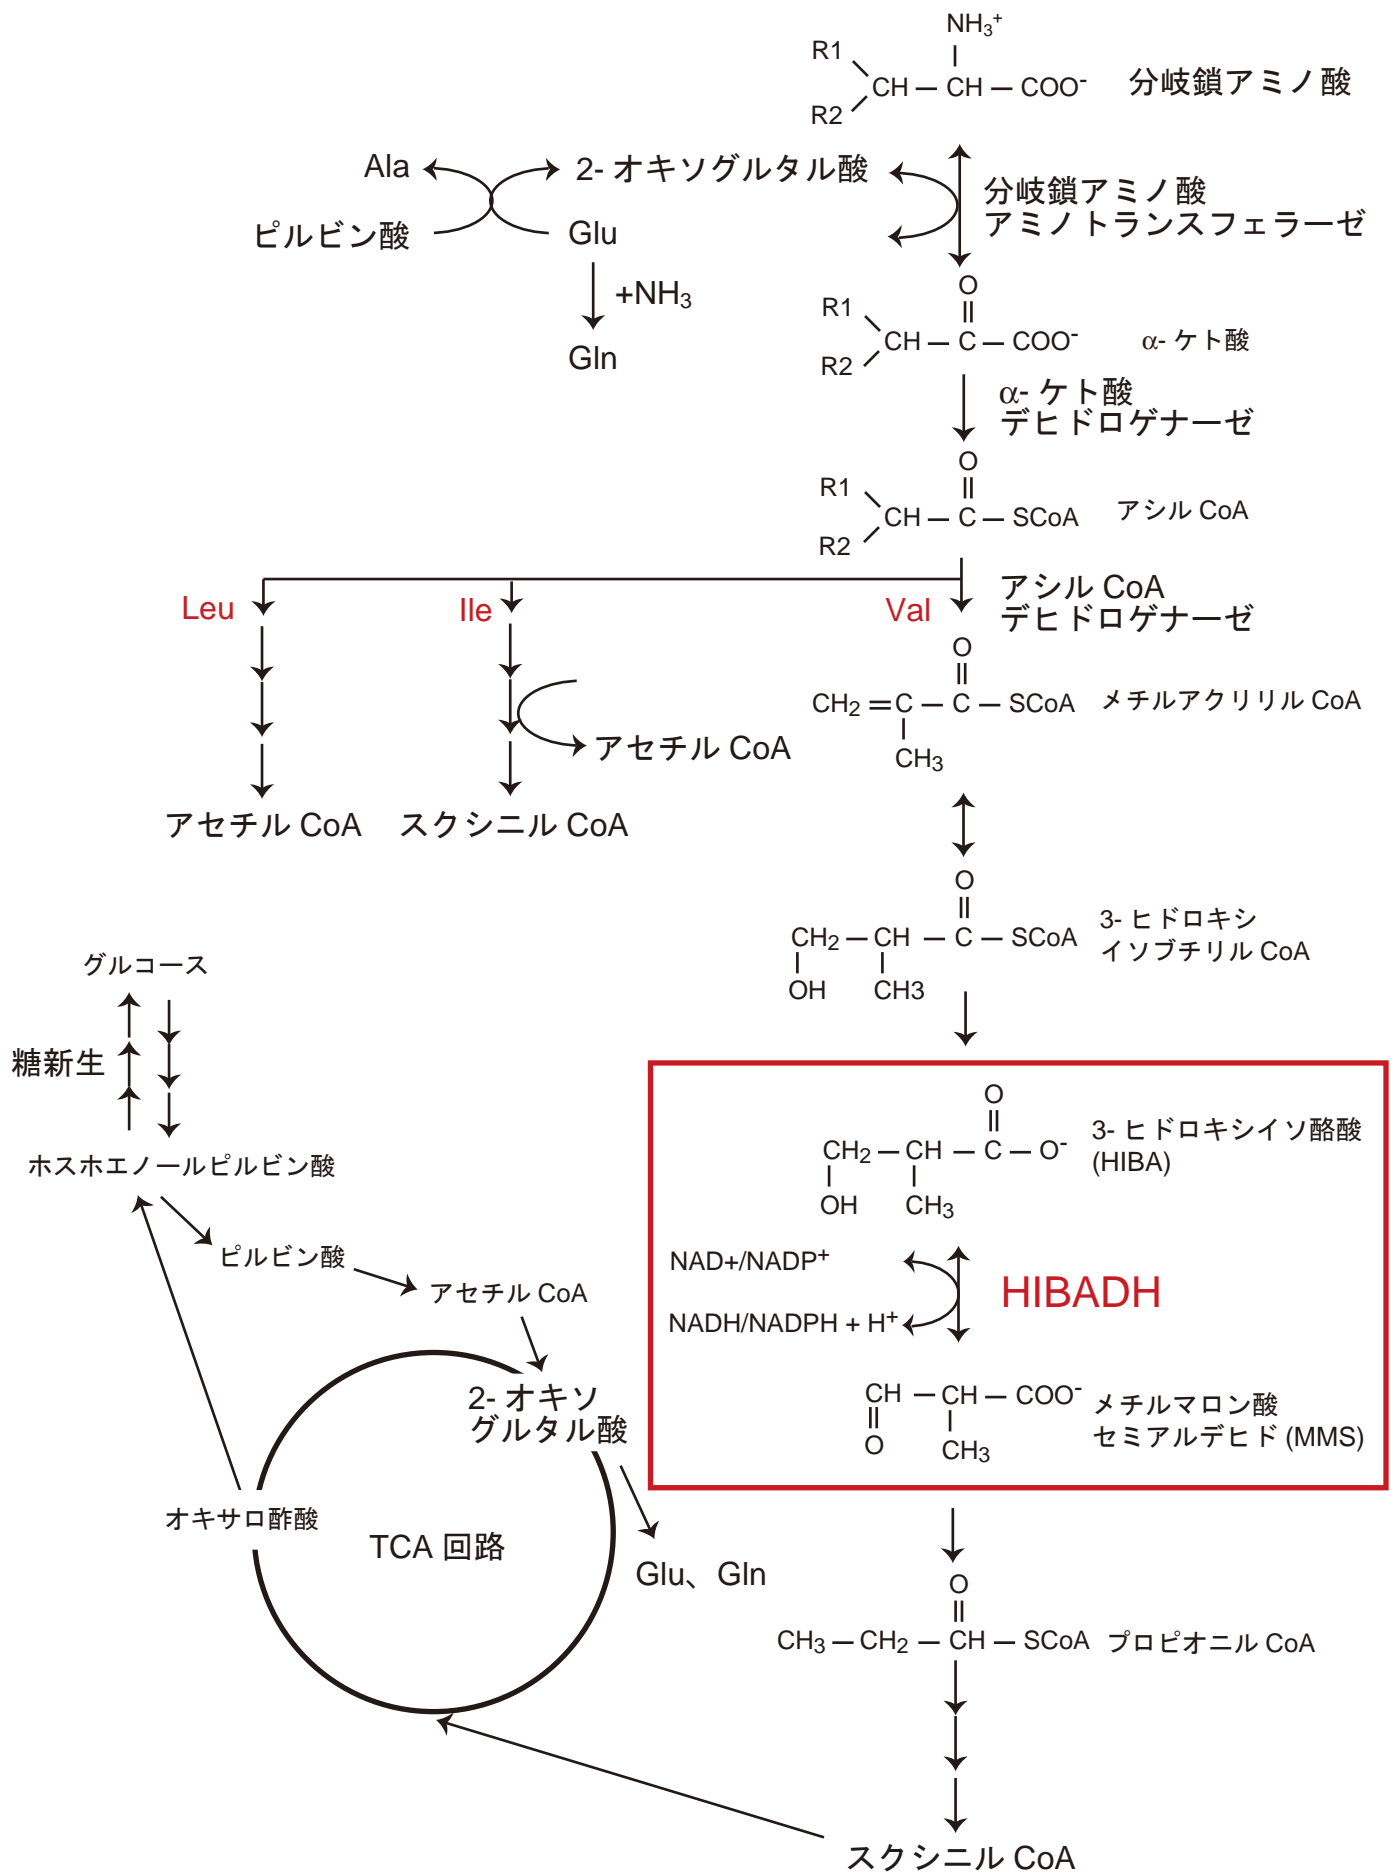 NH₃⁺
R1
CH — CH — COO⁻
R2
分岐鎖アミノ酸
Ala
2- オキソグルタル酸
分岐鎖アミノ酸
アミノトランスフェラーゼ
ピルビン酸
Glu
+NH₃
Gln
O
R1
CH — C — COO⁻
R2
α- ケト酸
α- ケト酸
デヒドロゲナーゼ
O
R1
CH — C — SCoA
R2
アシル CoA
アシル CoA
デヒドロゲナーゼ
Leu
Ile
Val
O
CH₂ = C — C — SCoA
CH₃
メチルアクリリル CoA
アセチル CoA
アセチル CoA
スクシニル CoA
O
CH₂ — CH — C — SCoA
OH
CH3
3- ヒドロキシ
イソブチリル CoA
グルコース
糖新生
ホスホエノールピルビン酸
ピルビン酸
アセチル CoA
2- オキソ
グルタル酸
オキサロ酢酸
TCA 回路
Glu、Gln
O
CH₂ — CH — C — O⁻
OH
CH₃
3- ヒドロキシイソ酪酸
(HIBA)
NAD+/NADP⁺
HIBADH
NADH/NADPH + H⁺
CH — CH — COO⁻
O
CH₃
メチルマロン酸
セミアルデヒド (MMS)
O
CH₃ — CH₂ — CH — SCoA
プロピオニル CoA
スクシニル CoA